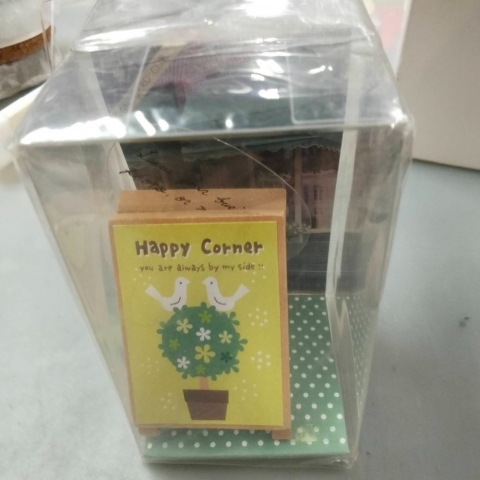 Happy Corner
you are always by my side !!